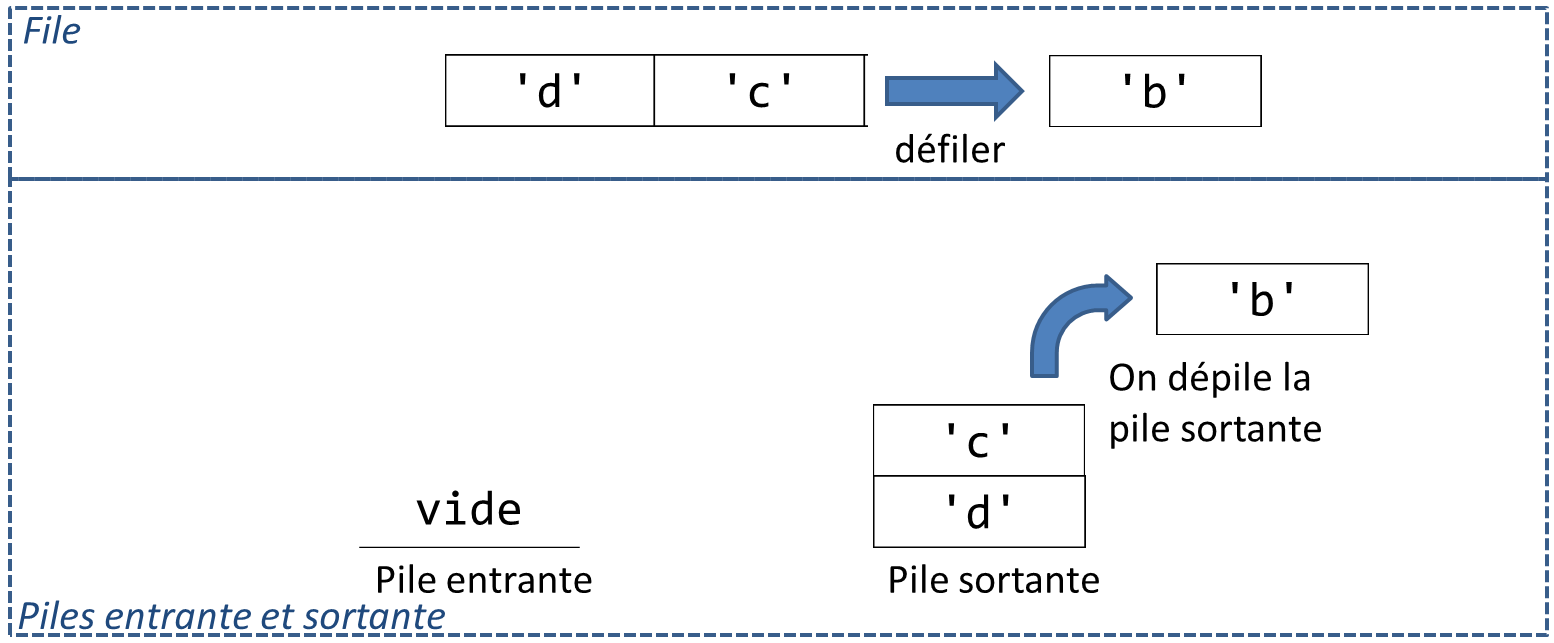 File
'd' 'c' 'b'
défiler
'b'
On dépile la
pile sortante
'c'
vide 'd'
Pile entrante Pile sortante
Piles entrante et sortante